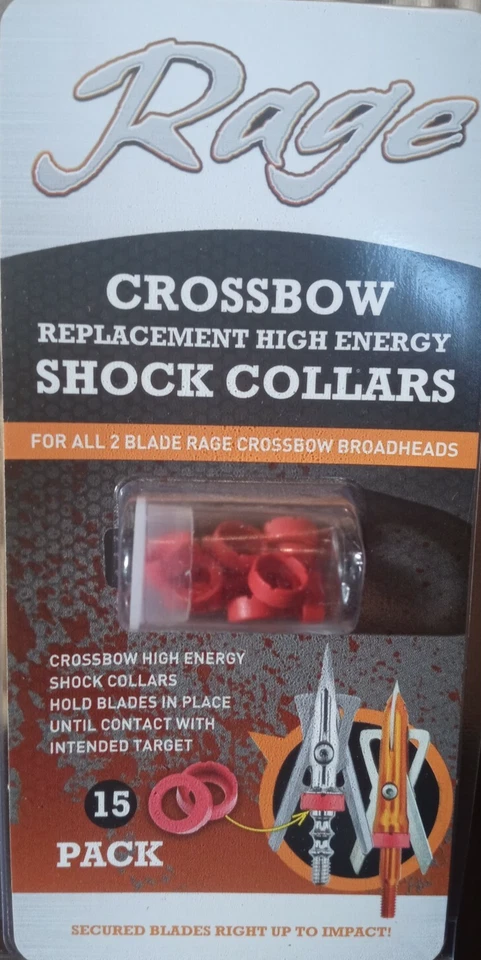 Rage
CROSSBOW
REPLACEMENT HIGH ENERGY
SHOCK COLLARS
FOR ALL 2 BLADE RAGE CROSSBOW BROADHEADS
CROSSBOW HIGH ENERGY
SHOCK COLLARS
HOLD BLADES IN PLACE
UNTIL CONTACT WITH
INTENDED TARGET
15
PACK
SECURED BLADES RIGHT UP TO IMPACT!